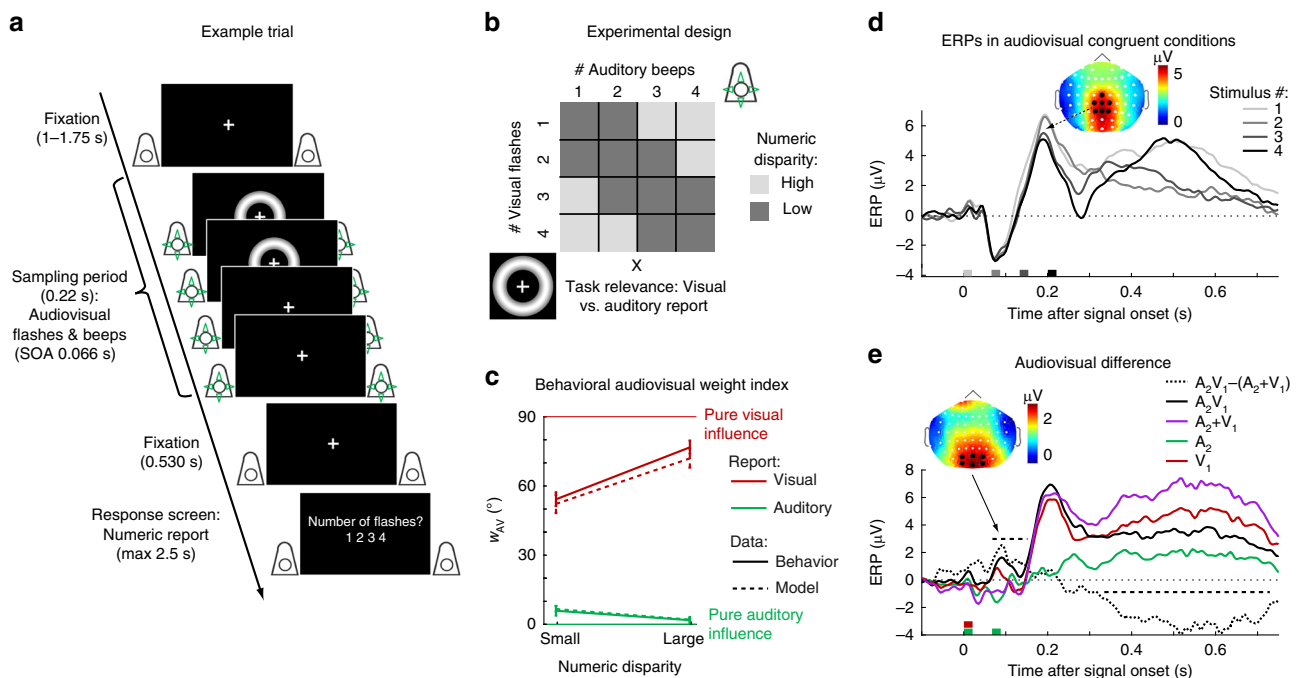 a
Example trial
Fixation
(1–1.75 s)
Sampling period
(0.22 s):
Audiovisual
flashes & beeps
(SOA 0.066 s)
Fixation
(0.530 s)
Response screen:
Numeric report
(max 2.5 s)
Number of flashes?
1 2 3 4
b
Experimental design
# Auditory beeps
1 2 3 4
# Visual flashes
1
2
3
4
Numeric
disparity:
High
Low
X
Task relevance: Visual
vs. auditory report
c
Behavioral audiovisual weight index
90
60
30
0
wAV (°)
Pure visual
influence
Report:
Visual
Auditory
Data:
Behavior
Model
Pure auditory
influence
Small Large
Numeric disparity
d
ERPs in audiovisual congruent conditions
μV
5
0
Stimulus #:
1
2
3
4
6
4
2
0
−2
−4
ERP (μV)
0 0.2 0.4 0.6
Time after signal onset (s)
e
Audiovisual difference
μV
2
0
A2V1−(A2+V1)
A2V1
A2+V1
A2
V1
8
6
4
2
0
−2
−4
ERP (μV)
0 0.2 0.4 0.6
Time after signal onset (s)